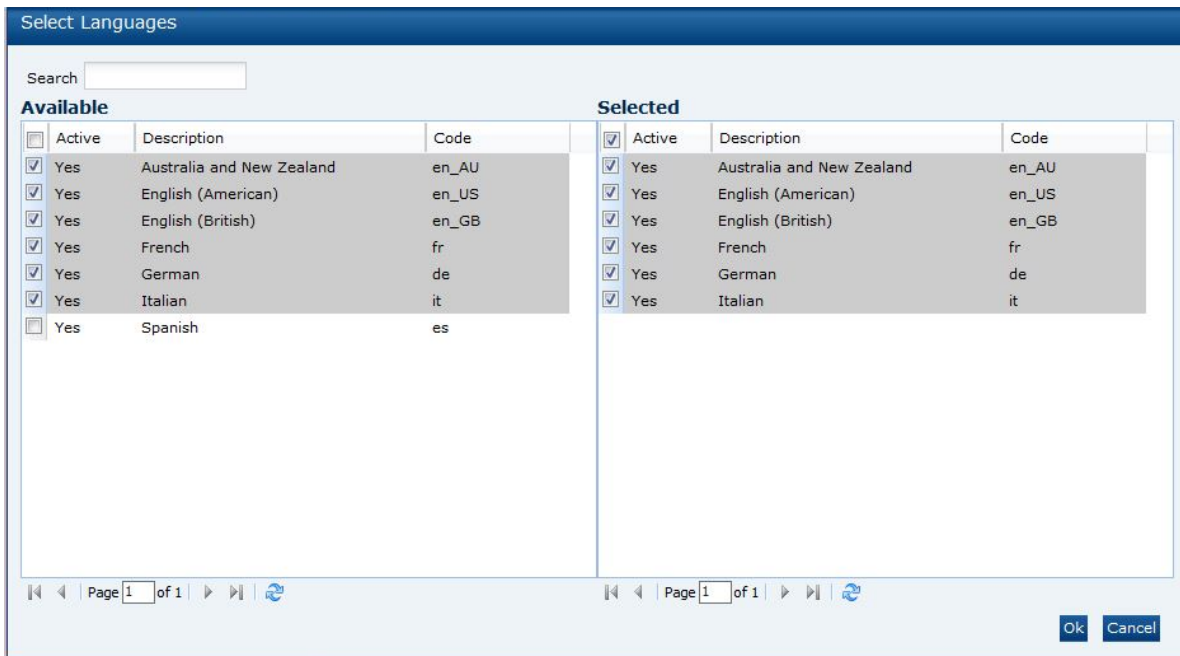 Select Languages
Search
Available
Selected
Active Description Code
Active Description Code
Yes Australia and New Zealand en_AU
Yes Australia and New Zealand en_AU
Yes English (American) en_US
Yes English (American) en_US
Yes English (British) en_GB
Yes English (British) en_GB
Yes French fr
Yes French fr
Yes German de
Yes German de
Yes Italian it
Yes Italian it
Yes Spanish es
Page 1 of 1
Page 1 of 1
Ok Cancel